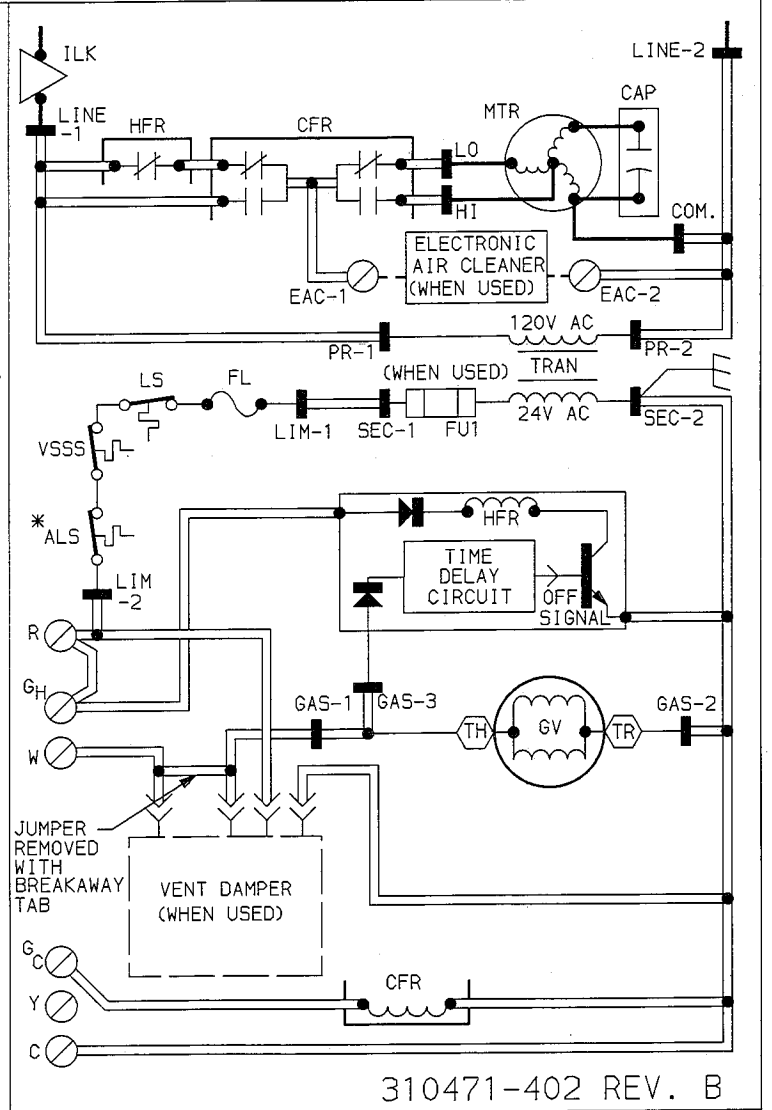 ILK
LINE-2
LINE
-1
HFR
CFR
MTR
CAP
LO
HI
COM.
ELECTRONIC
AIR CLEANER
(WHEN USED)
EAC-1
EAC-2
120V AC
PR-1
PR-2
(WHEN USED)
TRAN
LS
FL
LIM-1
SEC-1
FU1
24V AC
SEC-2
VSSS
*
ALS
HFR
TIME
DELAY
CIRCUIT
OFF
SIGNAL
LIM
-2
R
GH
GAS-1
GAS-3
GAS-2
TH
GV
TR
W
JUMPER
REMOVED
WITH
BREAKAWAY
TAB
VENT DAMPER
(WHEN USED)
GC
CFR
Y
C
310471-402 REV. B